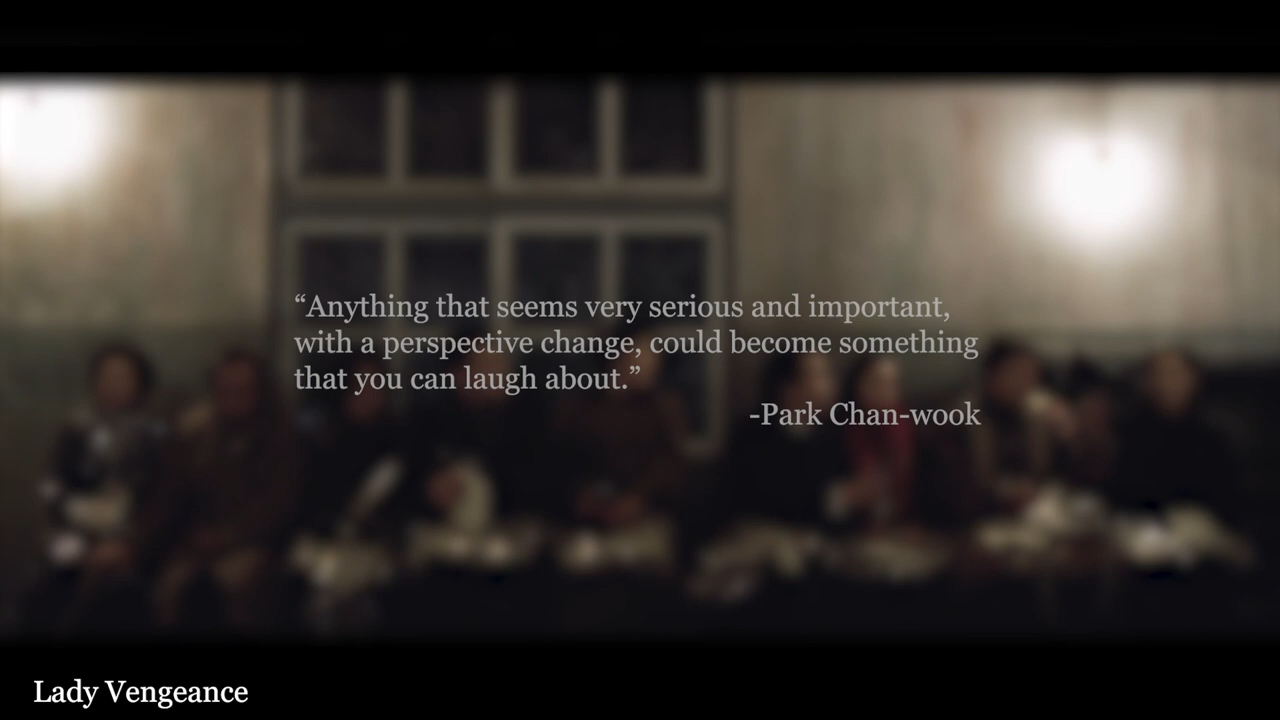 “Anything that seems very serious and important,
with a perspective change, could become something
that you can laugh about.”
-Park Chan-wook
Lady Vengeance